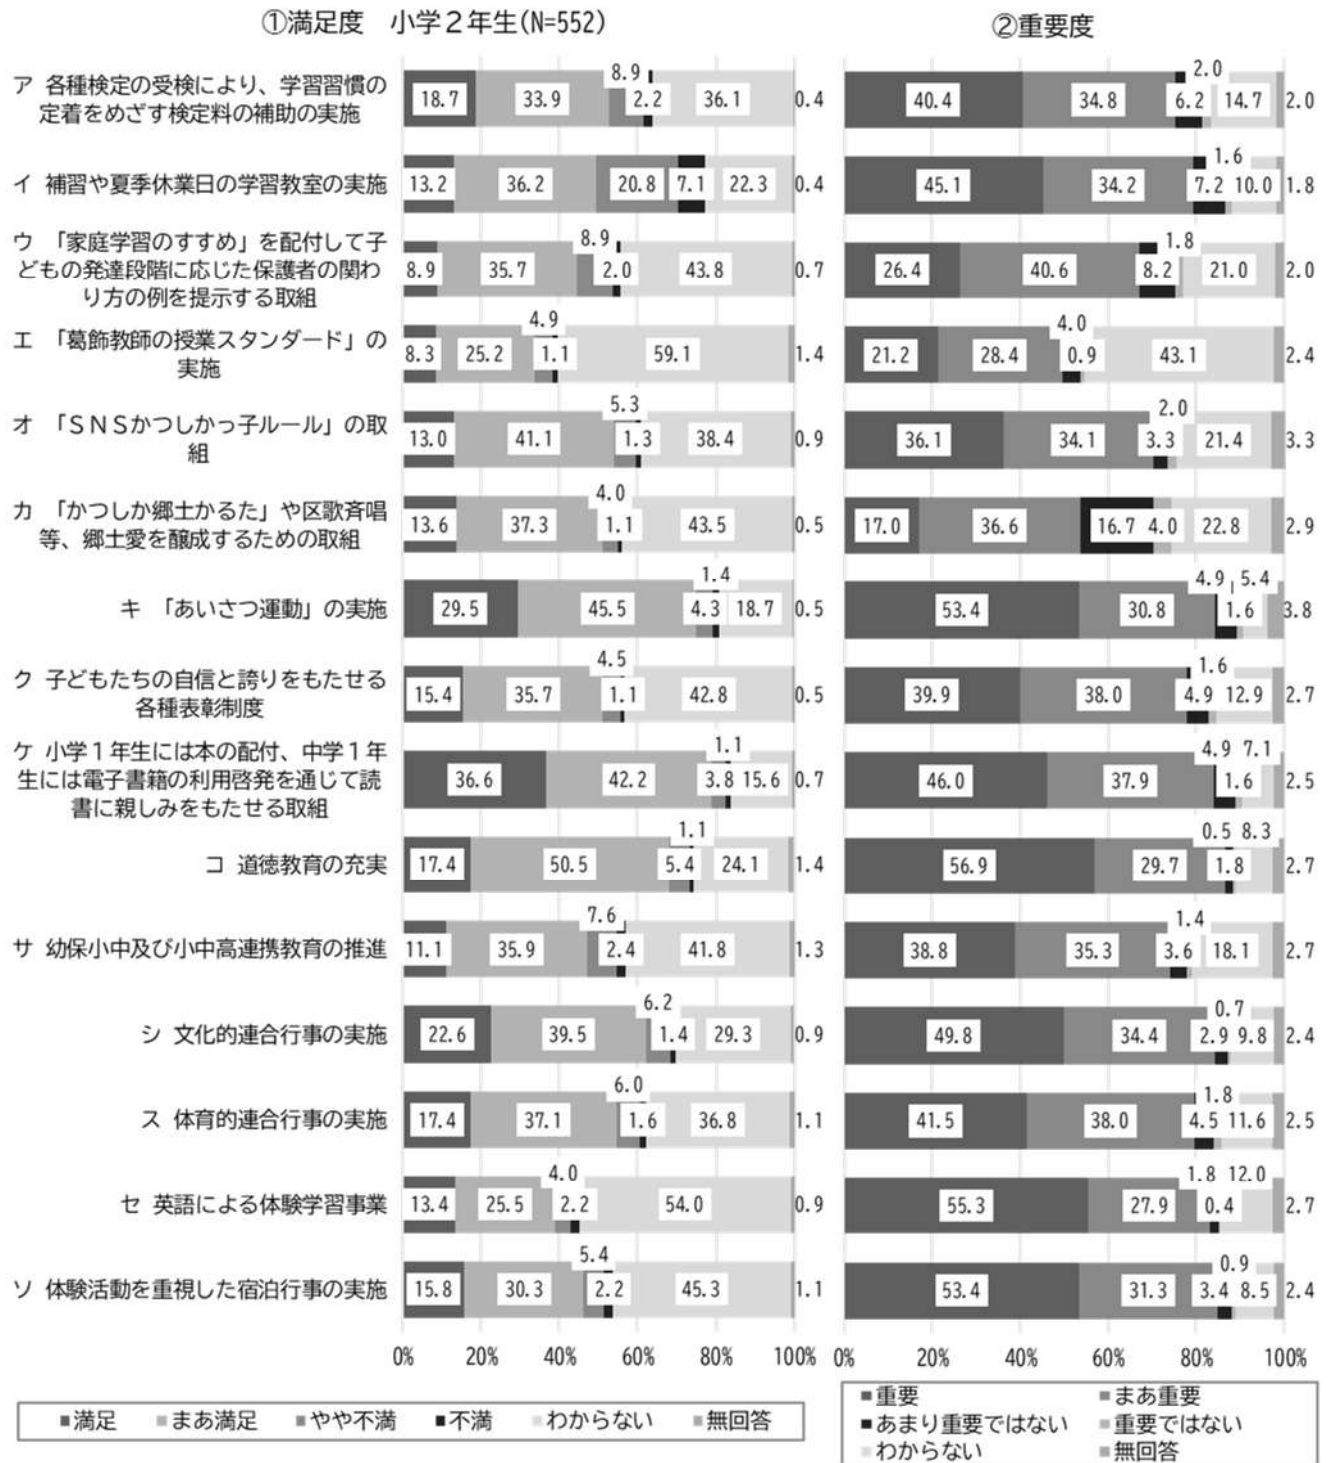 ①満足度　小学２年生(N=552)
②重要度
ア 各種検定の受検により、学習習慣の
定着をめざす検定料の補助の実施
18.7 33.9 8.9 2.2 36.1 0.4
40.4 34.8 6.2 2.0 14.7 2.0
イ 補習や夏季休業日の学習教室の実施
13.2 36.2 20.8 7.1 22.3 0.4
45.1 34.2 7.2 1.6 10.0 1.8
ウ 「家庭学習のすすめ」を配付して子
どもの発達段階に応じた保護者の関わ
り方の例を提示する取組
8.9 35.7 8.9 2.0 43.8 0.7
26.4 40.6 8.2 1.8 21.0 2.0
エ 「葛飾教師の授業スタンダード」の
実施
8.3 25.2 4.9 1.1 59.1 1.4
21.2 28.4 4.0 0.9 43.1 2.4
オ 「ＳＮＳかつしかっ子ルール」の取
組
13.0 41.1 5.3 1.3 38.4 0.9
36.1 34.1 3.3 2.0 21.4 3.3
カ 「かつしか郷土かるた」や区歌斉唱
等、郷土愛を醸成するための取組
13.6 37.3 4.0 1.1 43.5 0.5
17.0 36.6 16.7 4.0 22.8 2.9
キ 「あいさつ運動」の実施
29.5 45.5 4.3 1.4 18.7 0.5
53.4 30.8 4.9 1.6 5.4 3.8
ク 子どもたちの自信と誇りをもたせる
各種表彰制度
15.4 35.7 4.5 1.1 42.8 0.5
39.9 38.0 4.9 1.6 12.9 2.7
ケ 小学１年生には本の配付、中学１年
生には電子書籍の利用啓発を通じて読
書に親しみをもたせる取組
36.6 42.2 3.8 1.1 15.6 0.7
46.0 37.9 4.9 1.6 7.1 2.5
コ 道徳教育の充実
17.4 50.5 5.4 1.1 24.1 1.4
56.9 29.7 1.8 0.5 8.3 2.7
サ 幼保小中及び小中高連携教育の推進
11.1 35.9 7.6 2.4 41.8 1.3
38.8 35.3 3.6 1.4 18.1 2.7
シ 文化的連合行事の実施
22.6 39.5 6.2 1.4 29.3 0.9
49.8 34.4 2.9 0.7 9.8 2.4
ス 体育的連合行事の実施
17.4 37.1 6.0 1.6 36.8 1.1
41.5 38.0 4.5 1.8 11.6 2.5
セ 英語による体験学習事業
13.4 25.5 4.0 2.2 54.0 0.9
55.3 27.9 1.8 0.4 12.0 2.7
ソ 体験活動を重視した宿泊行事の実施
15.8 30.3 5.4 2.2 45.3 1.1
53.4 31.3 3.4 0.9 8.5 2.4
0% 20% 40% 60% 80% 100%
0% 20% 40% 60% 80% 100%
満足 まあ満足 やや不満 不満 わからない 無回答
重要 まあ重要
あまり重要ではない 重要ではない
わからない 無回答